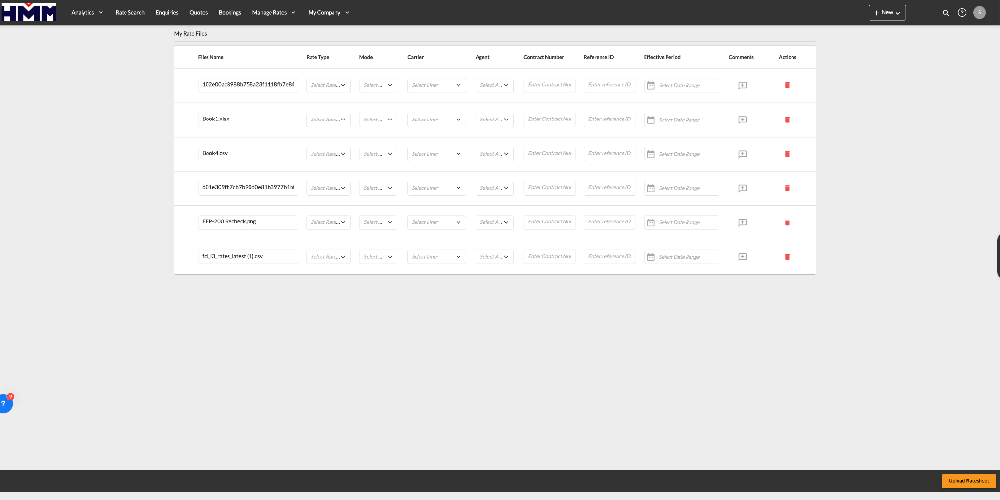 HMM Analytics Rate Search Enquiries Quotes Bookings Manage Rates My Company New S
My Rate Files
Files Name Rate Type Mode Carrier Agent Contract Number Reference ID Effective Period Comments Actions
102e00ac8988b758a23f1118fb7e84 Select Rate... Select ... Select Liner Select A... Enter Contract Nur Enter reference ID Select Date Range
Book1.xlsx Select Rate... Select ... Select Liner Select A... Enter Contract Nur Enter reference ID Select Date Range
Book4.csv Select Rate... Select ... Select Liner Select A... Enter Contract Nur Enter reference ID Select Date Range
d01e309fb7cb7b90d0e81b3977b1bf Select Rate... Select ... Select Liner Select A... Enter Contract Nur Enter reference ID Select Date Range
EFP-200 Recheck.png Select Rate... Select ... Select Liner Select A... Enter Contract Nur Enter reference ID Select Date Range
fcl_l3_rates_latest (1).csv Select Rate... Select ... Select Liner Select A... Enter Contract Nur Enter reference ID Select Date Range
9
Upload Ratesheet